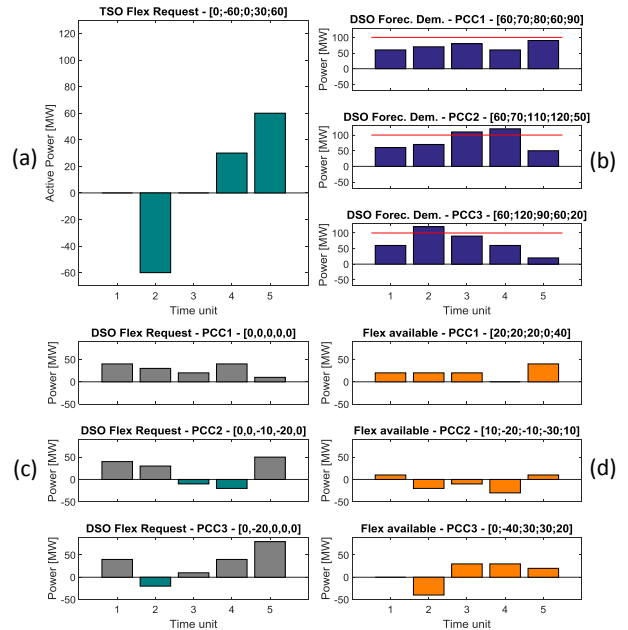 TSO Flex Request - [0;-60;0;30;60]
120
100
80
60
40
20
0
-20
-40
-60
Active Power [MW]
1 2 3 4 5
Time unit
(a)
DSO Forec. Dem. - PCC1 - [60;70;80;60;90]
100
50
0
-50
Power [MW]
DSO Forec. Dem. - PCC2 - [60;70;110;120;50]
100
50
0
-50
Power [MW]
(b)
DSO Forec. Dem. - PCC3 - [60;120;90;60;20]
100
50
0
-50
Power [MW]
1 2 3 4 5
Time unit
DSO Flex Request - PCC1 - [0,0,0,0,0]
50
0
-50
Power [MW]
DSO Flex Request - PCC2 - [0,0,-10,-20,0]
50
0
-50
Power [MW]
(c)
DSO Flex Request - PCC3 - [0,-20,0,0,0]
50
0
-50
Power [MW]
1 2 3 4 5
Time unit
Flex available - PCC1 - [20;20;20;0;40]
50
0
-50
Power [MW]
Flex available - PCC2 - [10;-20;-10;-30;10]
50
0
-50
Power [MW]
(d)
Flex available - PCC3 - [0;-40;30;30;20]
50
0
-50
Power [MW]
1 2 3 4 5
Time unit